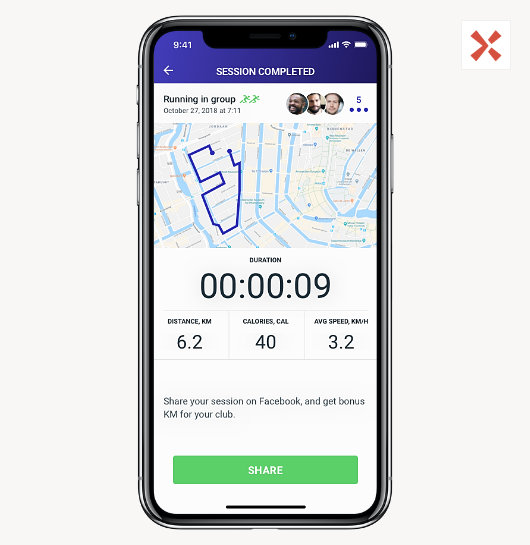 9:41
SESSION COMPLETED
Running in group
5
October 27, 2018 at 7:11
JORDAAN
DURATION
00:00:09
DISTANCE, KM
CALORIES, CAL
AVG SPEED, KM/H
6.2
40
3.2
Share your session on Facebook, and get bonus
KM for your club.
SHARE